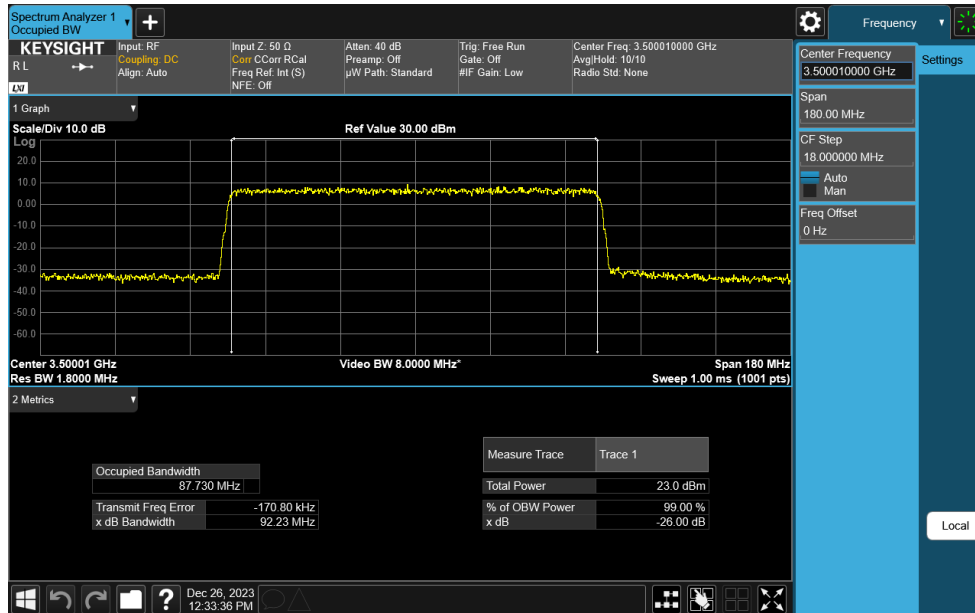 Spectrum Analyzer 1
Occupied BW
Frequency
KEYSIGHT
R L
LXI
Input: RF
Coupling: DC
Align: Auto
Input Z: 50 Ω
Corr CCorr RCal
Freq Ref: Int (S)
NFE: Off
Atten: 40 dB
Preamp: Off
µW Path: Standard
Trig: Free Run
Gate: Off
#IF Gain: Low
Center Freq: 3.500010000 GHz
Avg|Hold: 10/10
Radio Std: None
Center Frequency
3.500010000 GHz
Settings
Span
180.00 MHz
CF Step
18.000000 MHz
Auto
Man
Freq Offset
0 Hz
Local
1 Graph
Scale/Div 10.0 dB
Ref Value 30.00 dBm
Log
20.0
10.0
0.00
-10.0
-20.0
-30.0
-40.0
-50.0
-60.0
Center 3.50001 GHz
Video BW 8.0000 MHz*
Span 180 MHz
Res BW 1.8000 MHz
Sweep 1.00 ms (1001 pts)
2 Metrics
Measure Trace
Trace 1
Occupied Bandwidth
87.730 MHz
Total Power
23.0 dBm
Transmit Freq Error
-170.80 kHz
% of OBW Power
99.00 %
x dB Bandwidth
92.23 MHz
x dB
-26.00 dB
?
Dec 26, 2023
12:33:36 PM